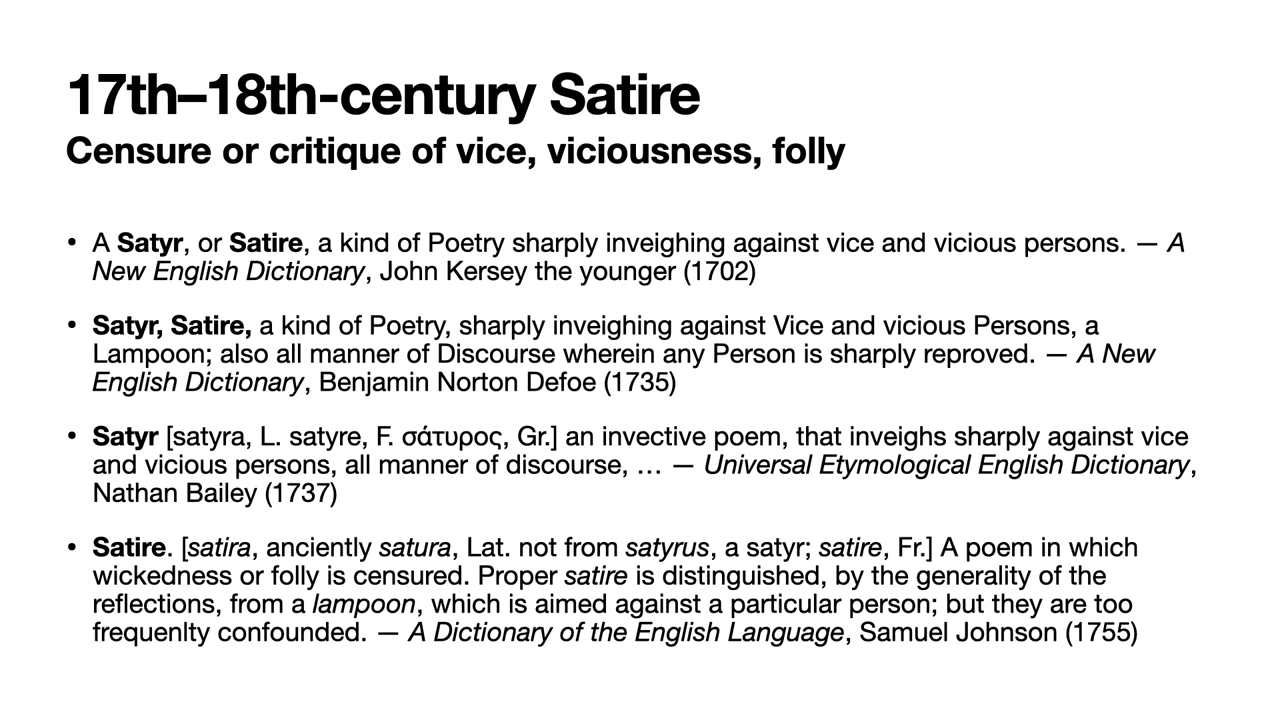 17th–18th-century Satire
Censure or critique of vice, viciousness, folly
• A Satyr, or Satire, a kind of Poetry sharply inveighing against vice and vicious persons. — A
New English Dictionary, John Kersey the younger (1702)
• Satyr, Satire, a kind of Poetry, sharply inveighing against Vice and vicious Persons, a
Lampoon; also all manner of Discourse wherein any Person is sharply reproved. — A New
English Dictionary, Benjamin Norton Defoe (1735)
• Satyr [satyra, L. satyre, F. σάτυρος, Gr.] an invective poem, that inveighs sharply against vice
and vicious persons, all manner of discourse, … — Universal Etymological English Dictionary,
Nathan Bailey (1737)
• Satire. [satira, anciently satura, Lat. not from satyrus, a satyr; satire, Fr.] A poem in which
wickedness or folly is censured. Proper satire is distinguished, by the generality of the
reflections, from a lampoon, which is aimed against a particular person; but they are too
frequenlty confounded. — A Dictionary of the English Language, Samuel Johnson (1755)